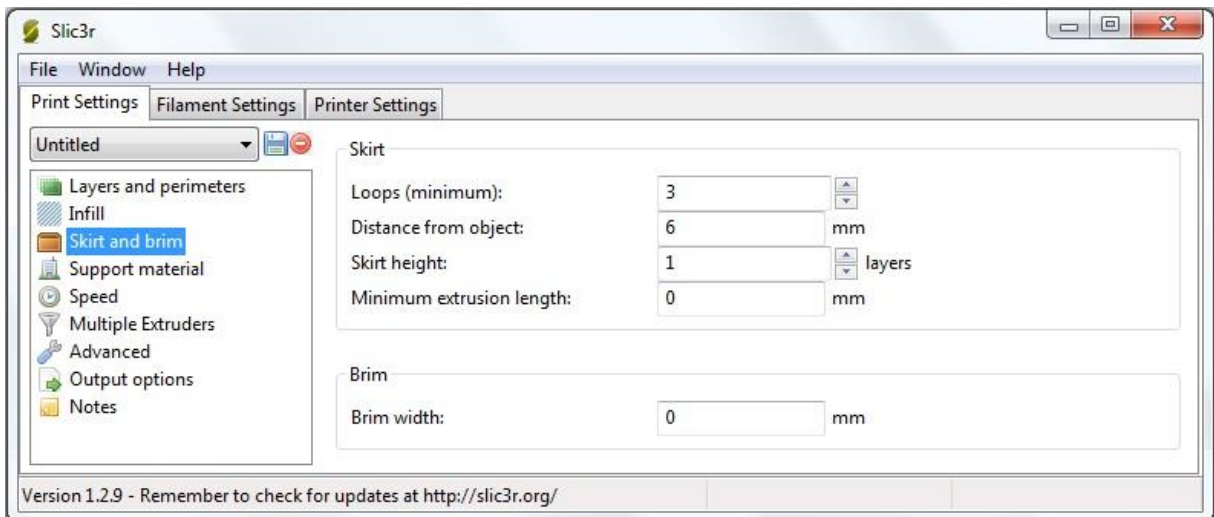 Slic3r
File Window Help
Print Settings Filament Settings Printer Settings
Untitled
Layers and perimeters
Infill
Skirt and brim
Support material
Speed
Multiple Extruders
Advanced
Output options
Notes
Skirt
Loops (minimum): 3
Distance from object: 6 mm
Skirt height: 1 layers
Minimum extrusion length: 0 mm
Brim
Brim width: 0 mm
Version 1.2.9 - Remember to check for updates at http://slic3r.org/